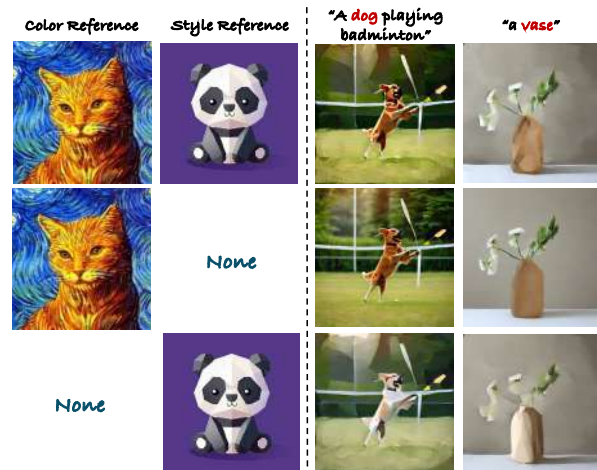 Color Reference
Style Reference
"A dog playing
badminton"
"a vase"
None
None